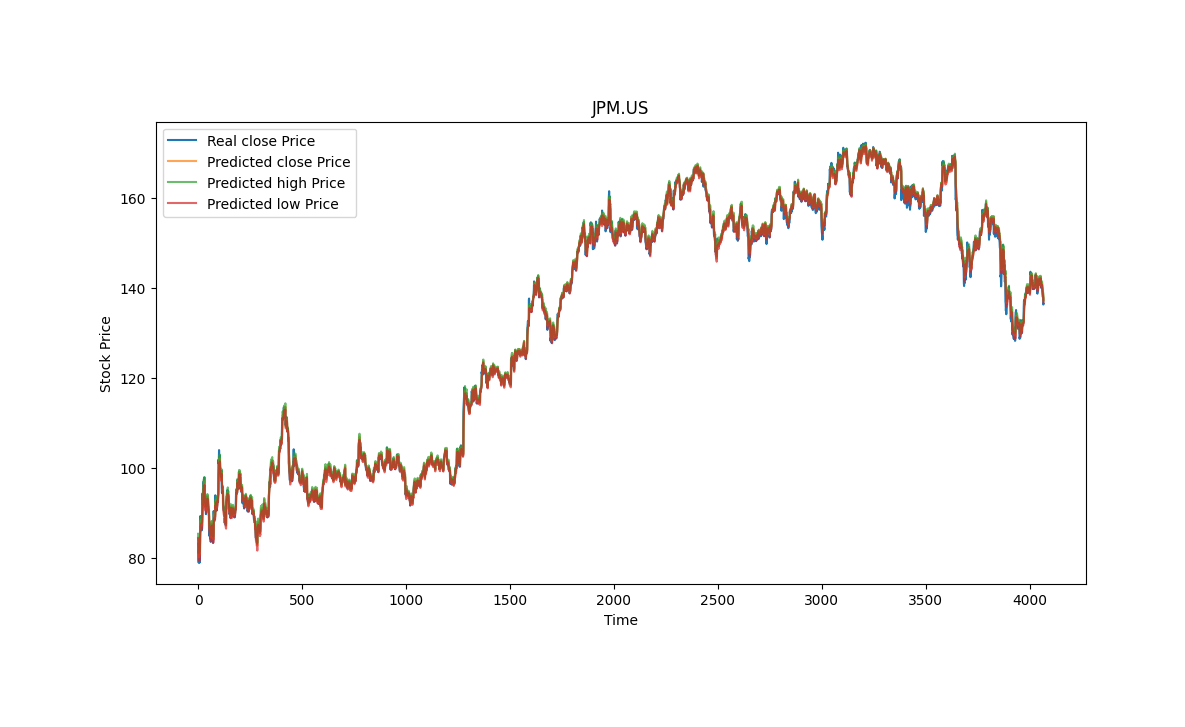 JPM.US
Real close Price
Predicted close Price
Predicted high Price
Predicted low Price
Stock Price
160
140
120
100
80
0 500 1000 1500 2000 2500 3000 3500 4000
Time